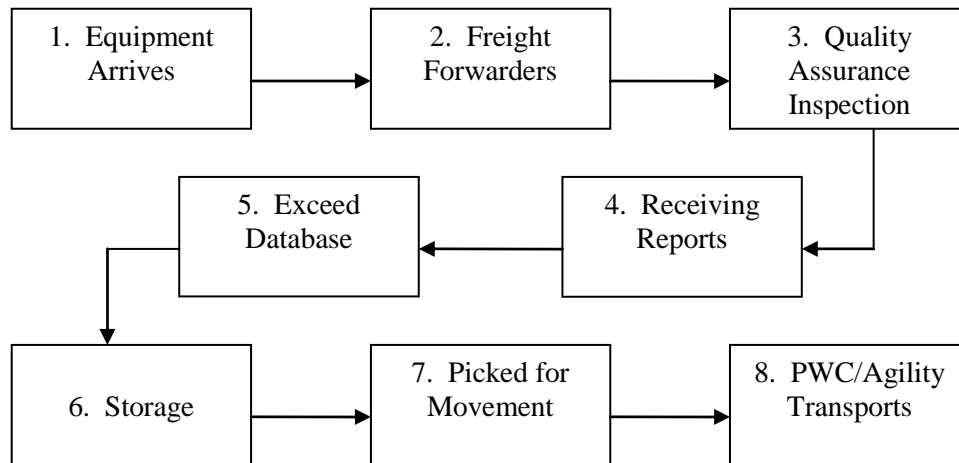 1. Equipment
Arrives
2. Freight
Forwarders
3. Quality
Assurance
Inspection
4. Receiving
Reports
5. Exceed
Database
6. Storage
7. Picked for
Movement
8. PWC/Agility
Transports